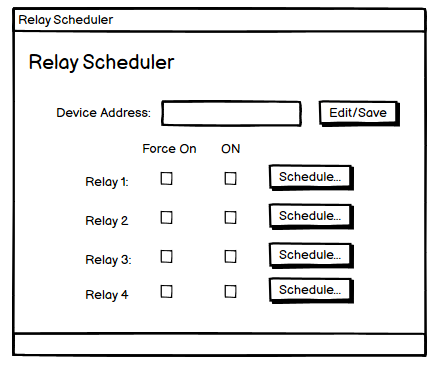 Relay Scheduler
Relay Scheduler
Device Address: Edit/Save
Force On ON
Relay 1: Schedule...
Relay 2 Schedule...
Relay 3: Schedule...
Relay 4 Schedule...